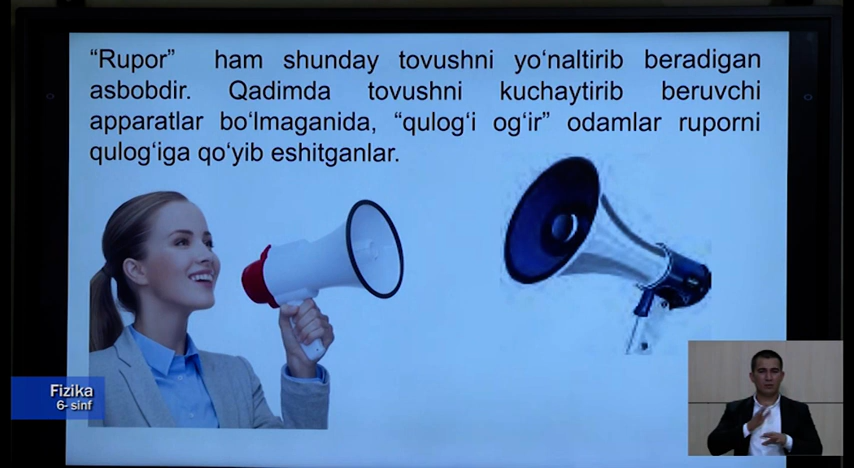 “Rupor” ham shunday tovushni yo‘naltirib beradigan
asbobdir. Qadimda tovushni kuchaytirib beruvchi
apparatlar bo‘lmaganida, “qulog‘i og‘ir” odamlar ruporni
qulog‘iga qo‘yib eshitganlar.
Fizika
6- sinf